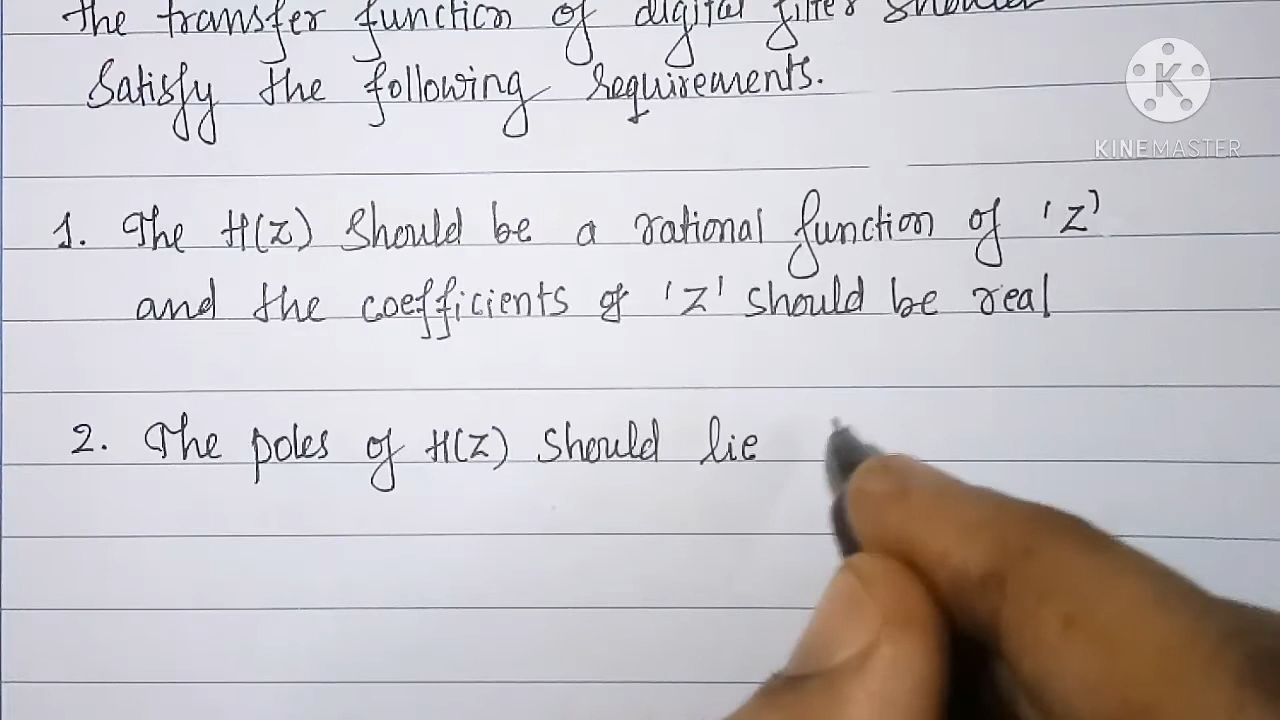 the transfer function of digital filter should
Satisfy the following requirements.
K
KINEMASTER
1. The H(Z) Should be a rational function of 'Z'
and the coefficients of 'Z' should be real
2. The poles of H(Z) Should lie